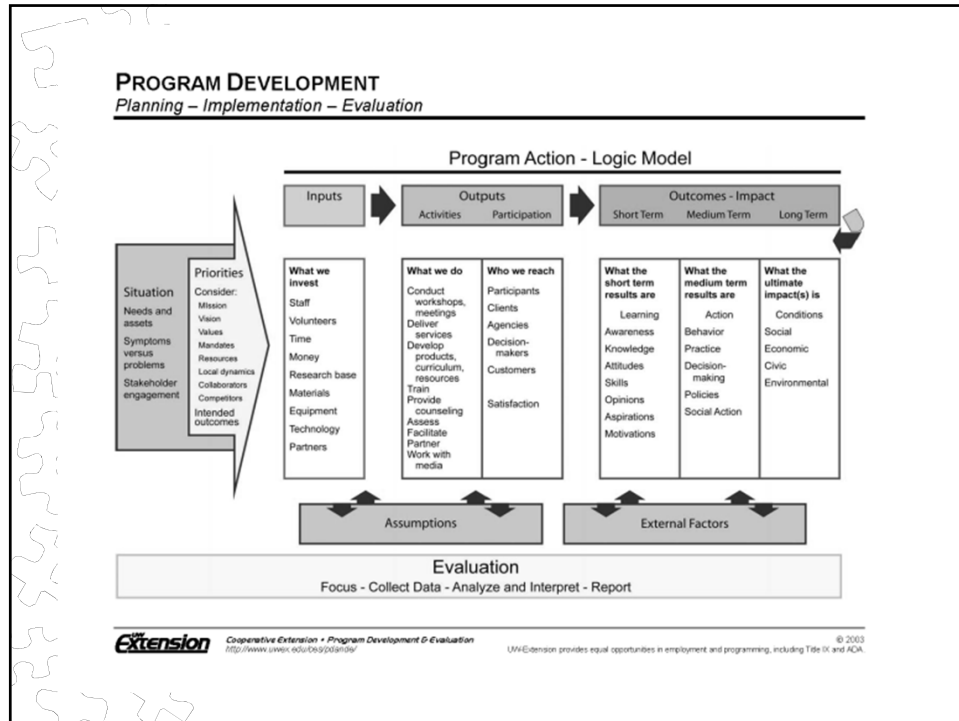 PROGRAM DEVELOPMENT
Planning – Implementation – Evaluation
Program Action - Logic Model
Inputs
Outputs
Activities Participation
Outcomes - Impact
Short Term Medium Term Long Term
Situation
Needs and
assets
Symptoms
versus
problems
Stakeholder
engagement
Priorities
Consider:
Mission
Vision
Values
Mandates
Resources
Local dynamics
Collaborators
Competitors
Intended
outcomes
What we
invest
Staff
Volunteers
Time
Money
Research base
Materials
Equipment
Technology
Partners
What we do
Conduct
workshops,
meetings
Deliver
services
Develop
products,
curriculum,
resources
Train
Provide
counseling
Assess
Facilitate
Partner
Work with
media
Who we reach
Participants
Clients
Agencies
Decision-
makers
Customers
Satisfaction
What the
short term
results are
Learning
Awareness
Knowledge
Attitudes
Skills
Opinions
Aspirations
Motivations
What the
medium term
results are
Action
Behavior
Practice
Decision-
making
Policies
Social Action
What the
ultimate
impact(s) is
Conditions
Social
Economic
Civic
Environmental
Assumptions
External Factors
Evaluation
Focus - Collect Data - Analyze and Interpret - Report
UW
Extension
Cooperative Extension • Program Development & Evaluation
http://www.uwex.edu/ces/pdande/
© 2003
UW-Extension provides equal opportunities in employment and programming, including Title IX and ADA.